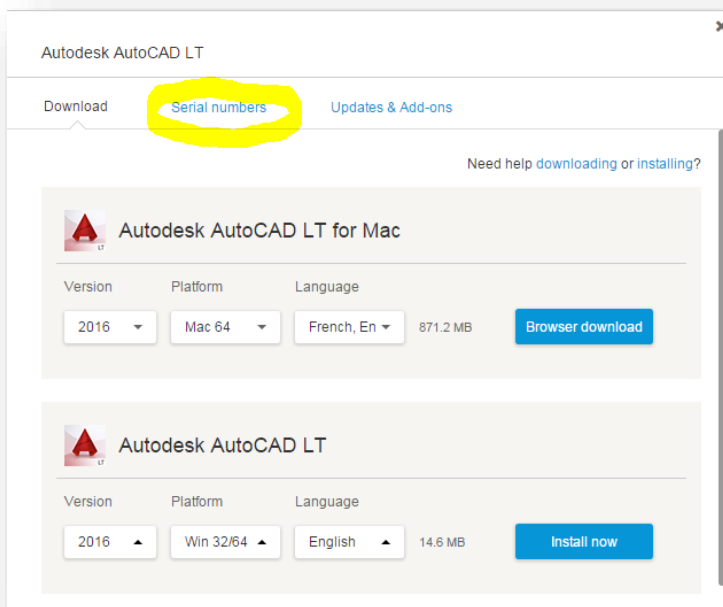 Autodesk AutoCAD LT
Download Serial numbers Updates & Add-ons
Need help downloading or installing?
Autodesk AutoCAD LT for Mac
Version Platform Language
2016 Mac 64 French, En 871.2 MB Browser download
Autodesk AutoCAD LT
Version Platform Language
2016 Win 32/64 English 14.6 MB Install now